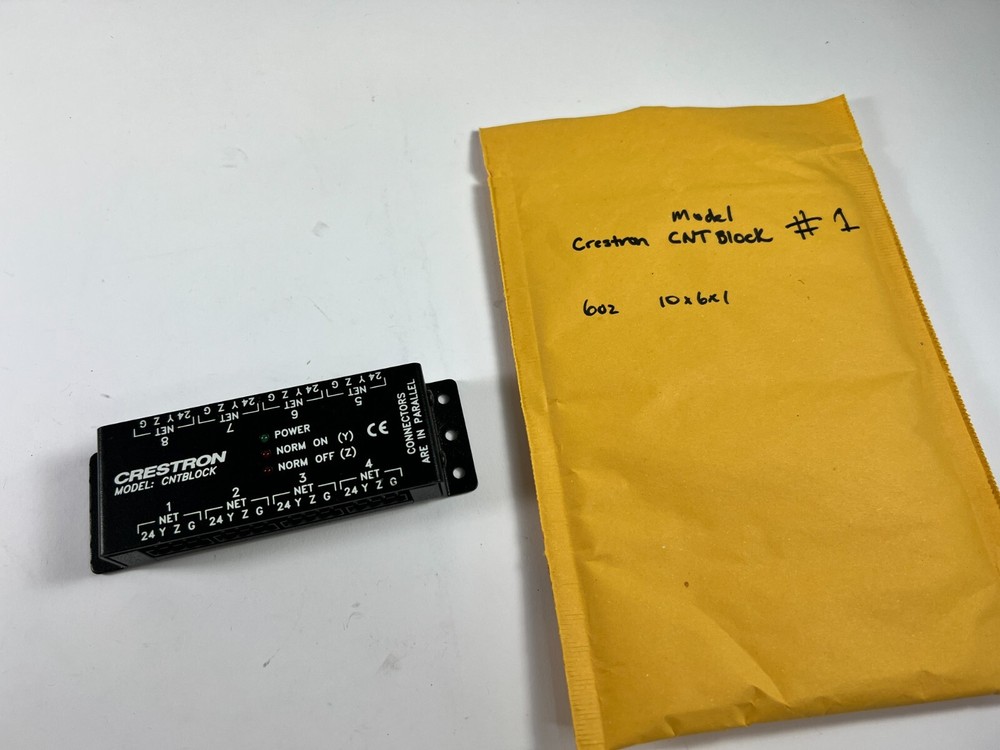 24 Y Z G 24 Y Z G 24 Y Z G 24 Y Z G
NET NET NET NET
8 7 6 5
POWER
NORM ON (Y)
NORM OFF (Z)
CE
CONNECTORS
ARE IN PARALLEL
CRESTRON
MODEL: CNTBLOCK
1 2 3 4
NET NET NET NET
24 Y Z G 24 Y Z G 24 Y Z G 24 Y Z G
Model
Crestron CNT Block # 1
6oz 10x6x1